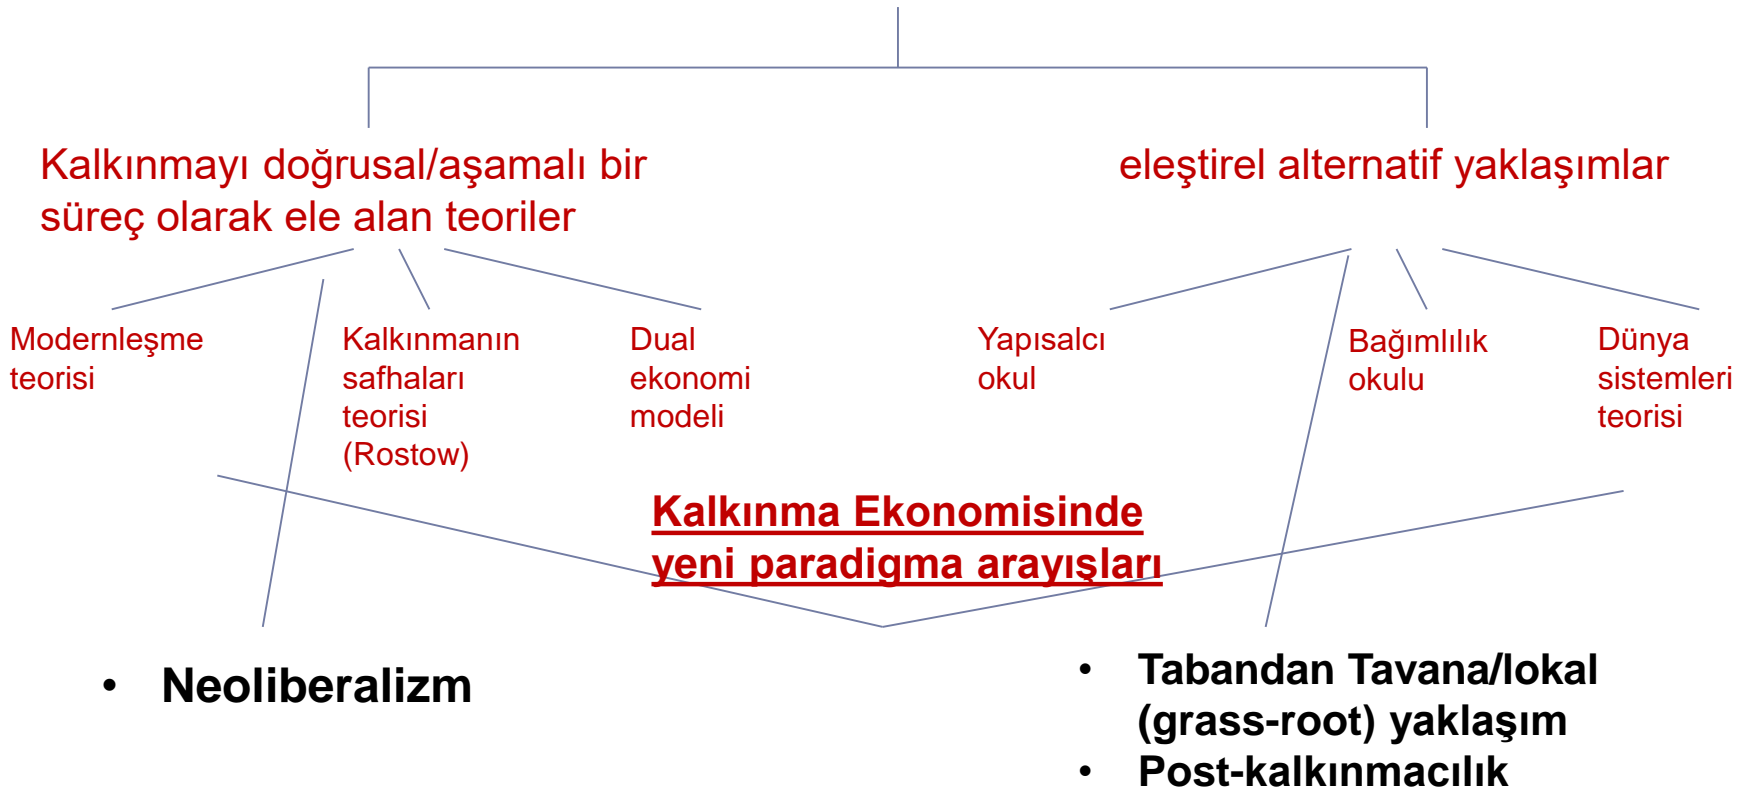 Kalkınmayı doğrusal/aşamalı bir
süreç olarak ele alan teoriler
eleştirel alternatif yaklaşımlar
Modernleşme
teorisi
Kalkınmanın
safhaları
teorisi
(Rostow)
Dual
ekonomi
modeli
Yapısalcı
okul
Bağımlılık
okulu
Dünya
sistemleri
teorisi
Kalkınma Ekonomisinde
yeni paradigma arayışları
• Neoliberalizm
• Tabandan Tavana/lokal
(grass-root) yaklaşım
• Post-kalkınmacılık